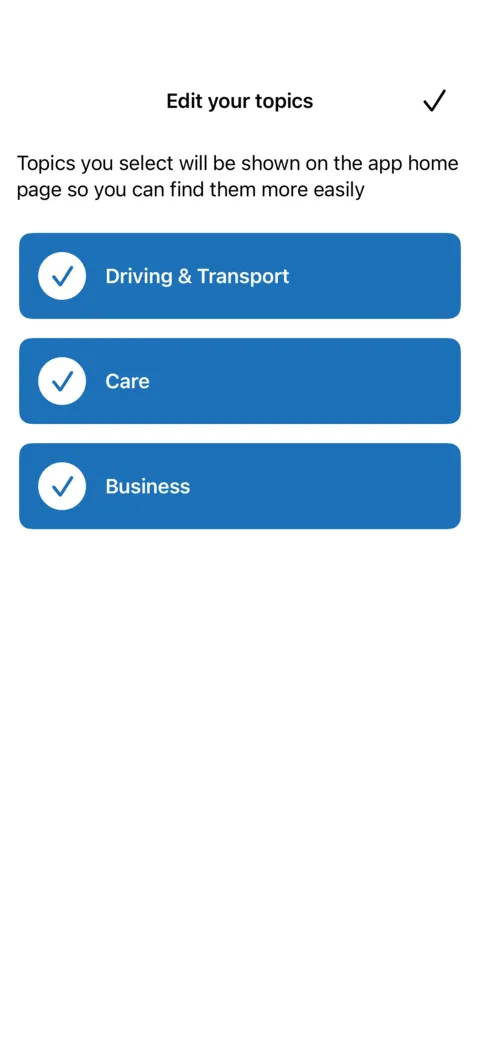 Edit your topics
Topics you select will be shown on the app home
page so you can find them more easily
Driving & Transport
Care
Business